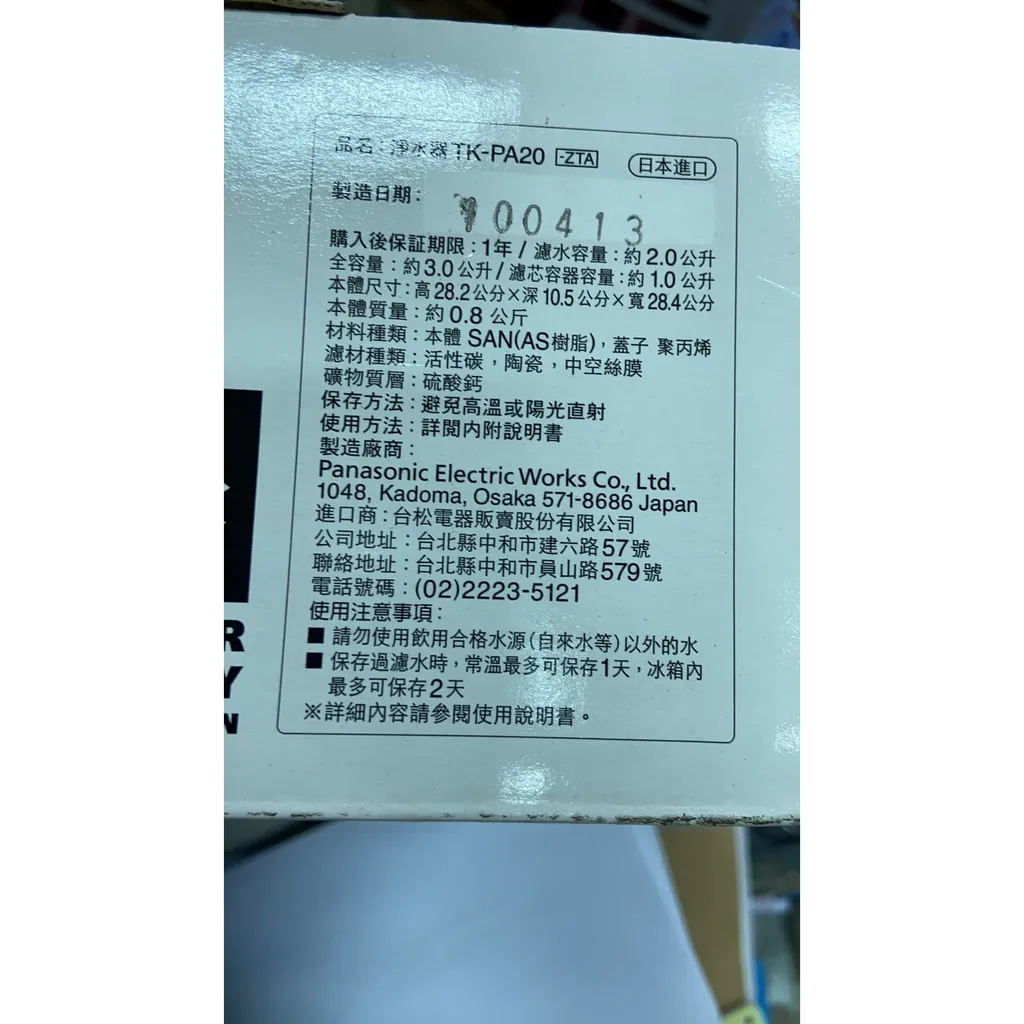 品名：淨水器TK-PA20 -ZTA 日本進口
製造日期：
100413
購入後保証期限：1年 / 濾水容量：約2.0公升
全容量：約3.0公升 / 濾芯容器容量：約1.0公升
本體尺寸：高28.2公分×深10.5公分×寬28.4公分
本體質量：約0.8公斤
材料種類：本體 SAN(AS樹脂)，蓋子 聚丙烯
濾材種類：活性碳，陶瓷，中空絲膜
礦物質層：硫酸鈣
保存方法：避免高溫或陽光直射
使用方法：詳閱內附說明書
製造廠商：
Panasonic Electric Works Co., Ltd.
1048, Kadoma, Osaka 571-8686 Japan
進口商：台松電器販賣股份有限公司
公司地址：台北縣中和市建六路57號
聯絡地址：台北縣中和市員山路579號
電話號碼：(02)2223-5121
使用注意事項：
■ 請勿使用飲用合格水源(自來水等)以外的水
■ 保存過濾水時，常溫最多可保存1天，冰箱內
最多可保存2天
※詳細內容請參閱使用說明書。
R
Y
N